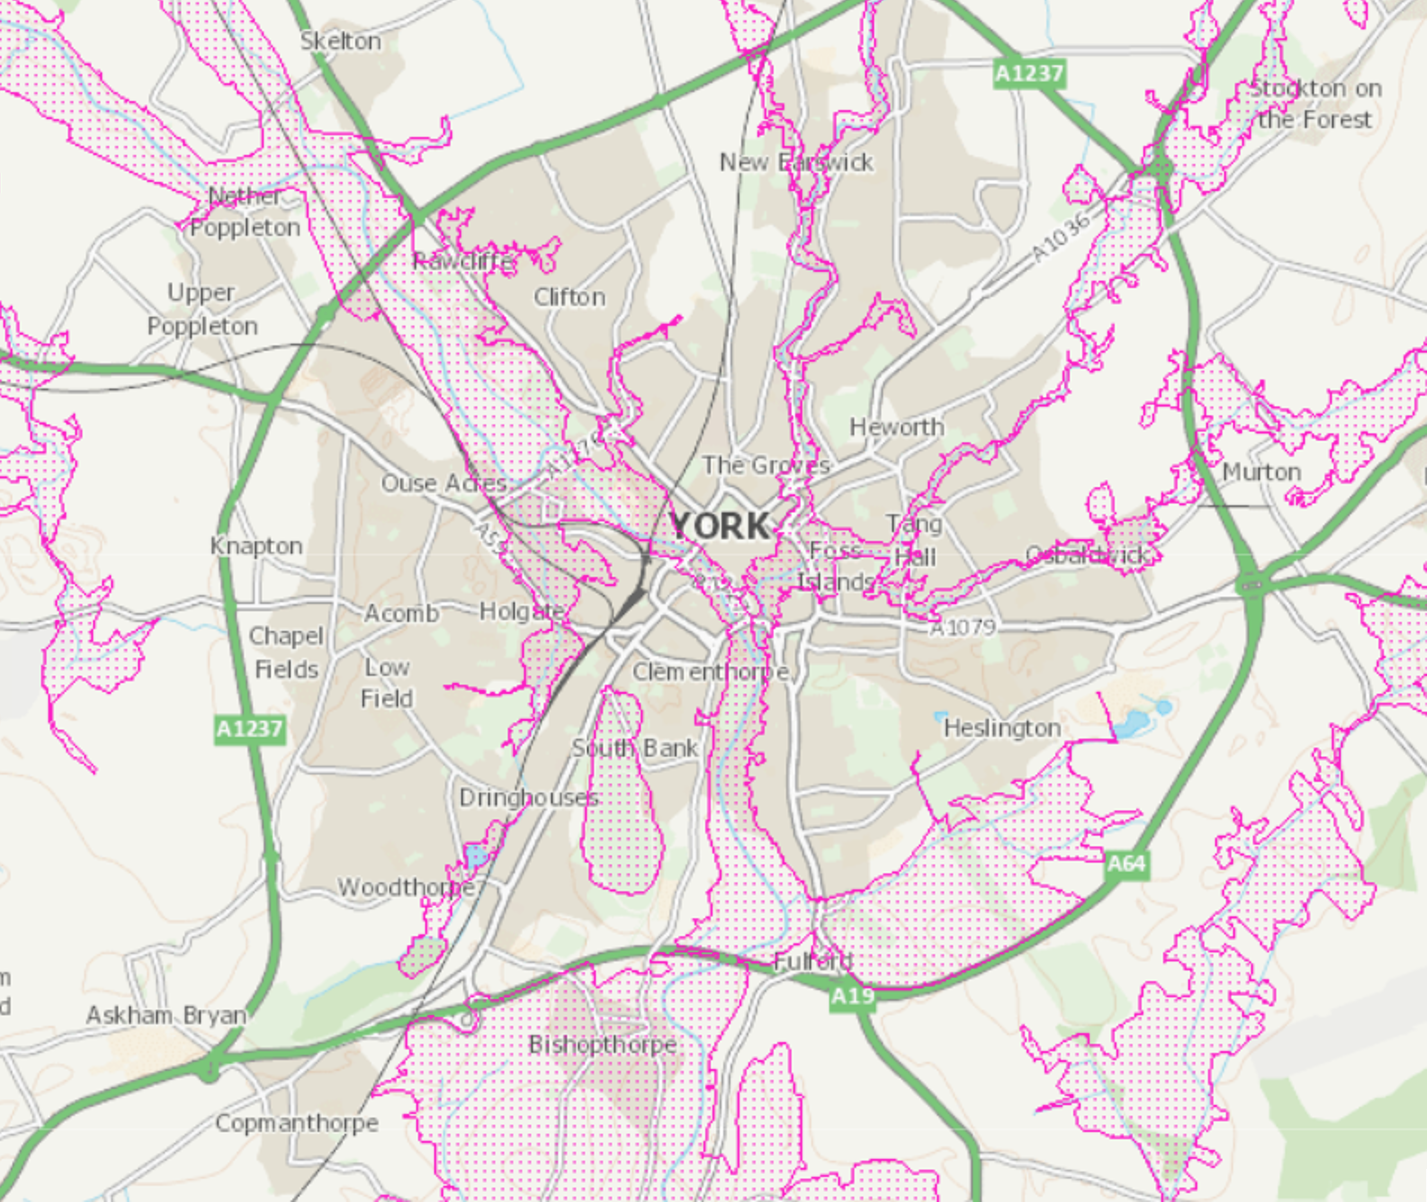 Skelton
A1237
Stockton on
the Forest
New Earswick
Nether
Poppleton
A1036
Rawcliffe
Clifton
Upper
Poppleton
Heworth
A1176
The Groves
Murton
Ouse Acres
YORK
Tang
Hall
A59
Knapton
Foss
Islands
Osbaldwick
Acomb
Holgate
A1079
Chapel
Fields
Low
Field
Clementhorpe
A1237
South Bank
Heslington
Dringhouses
A64
Woodthorpe
Fulford
m
d
A19
Askham Bryan
Bishopthorpe
Copmanthorpe